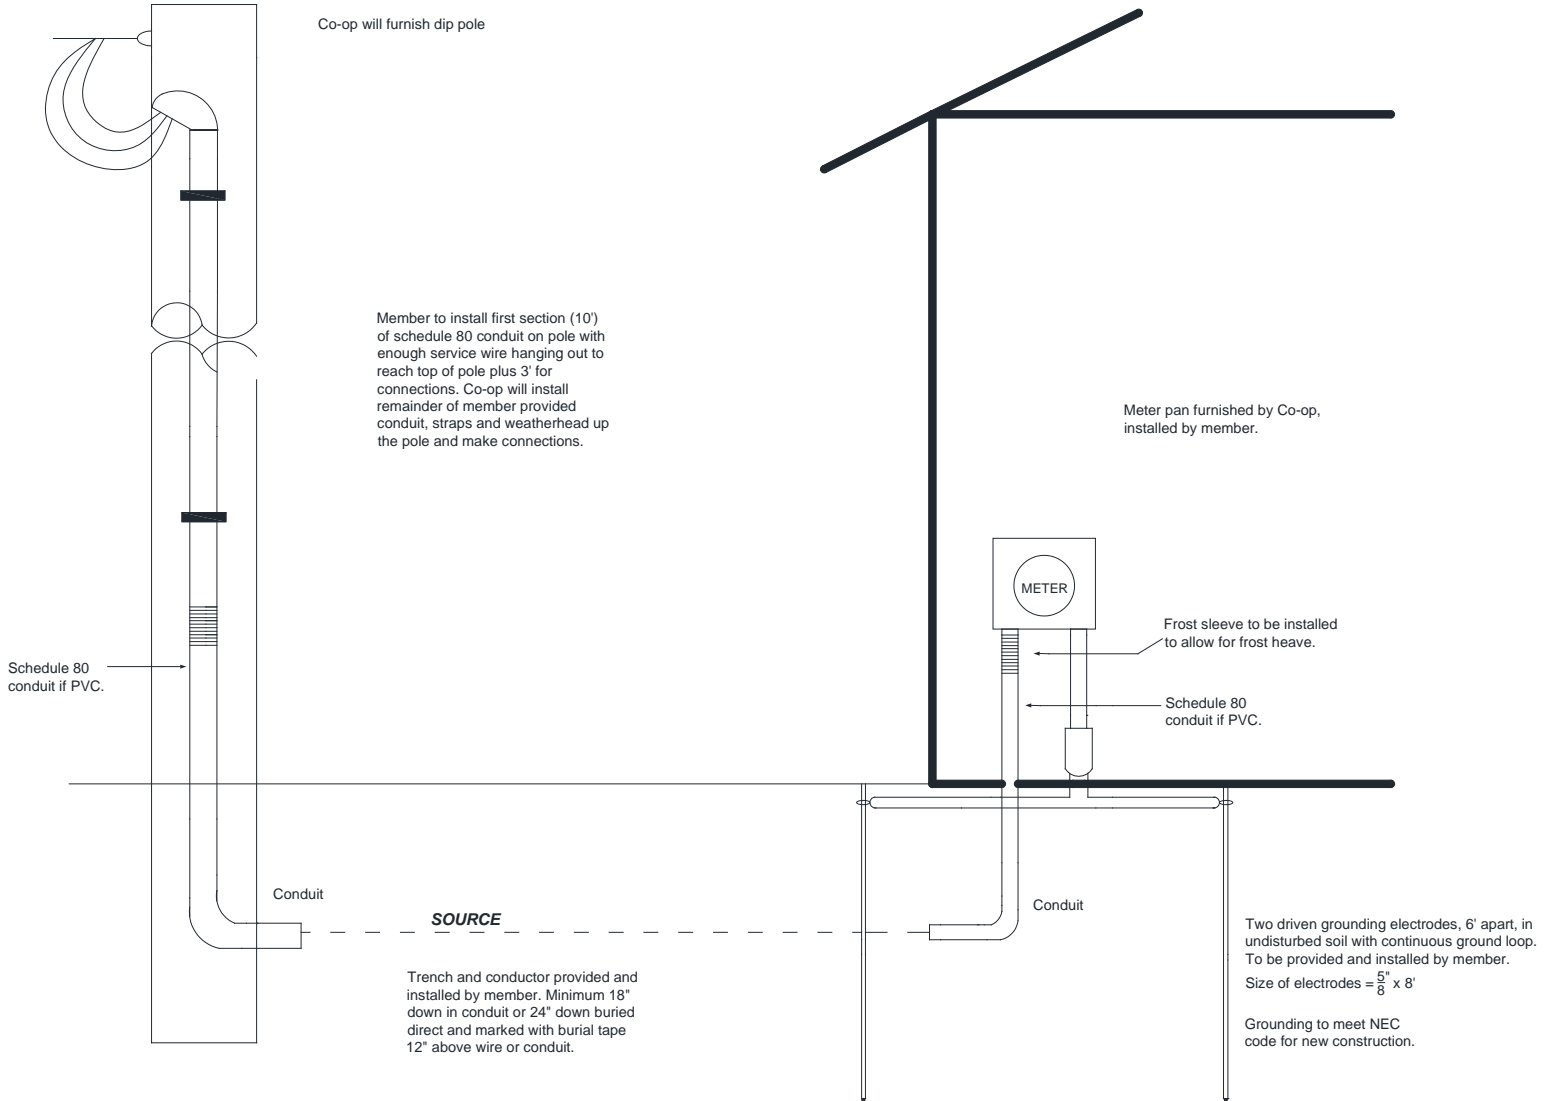 Co-op will furnish dip pole
Member to install first section (10')
of schedule 80 conduit on pole with
enough service wire hanging out to
reach top of pole plus 3' for
connections. Co-op will install
remainder of member provided
conduit, straps and weatherhead up
the pole and make connections.
Meter pan furnished by Co-op,
installed by member.
METER
Frost sleeve to be installed
to allow for frost heave.
Schedule 80
conduit if PVC.
Schedule 80
conduit if PVC.
Conduit
SOURCE
Conduit
Trench and conductor provided and
installed by member. Minimum 18"
down in conduit or 24" down buried
direct and marked with burial tape
12" above wire or conduit.
Two driven grounding electrodes, 6' apart, in
undisturbed soil with continuous ground loop.
To be provided and installed by member.
Size of electrodes = 5/8" x 8'
Grounding to meet NEC
code for new construction.